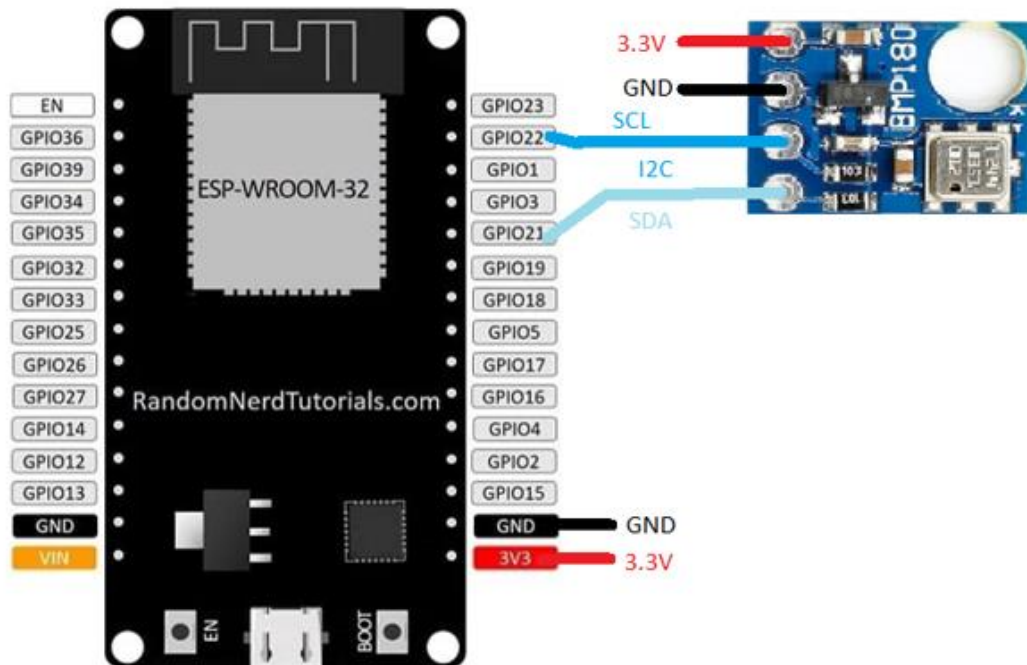 EN
GPIO36
GPIO39
GPIO34
GPIO35
GPIO32
GPIO33
GPIO25
GPIO26
GPIO27
GPIO14
GPIO12
GPIO13
GND
VIN
ESP-WROOM-32
RandomNerdTutorials.com
EN
BOOT
GPIO23
GPIO22
GPIO1
GPIO3
GPIO21
GPIO19
GPIO18
GPIO5
GPIO17
GPIO16
GPIO4
GPIO2
GPIO15
GND
3V3
GND
3.3V
3.3V
GND
SCL
I2C
SDA
BMP180
103